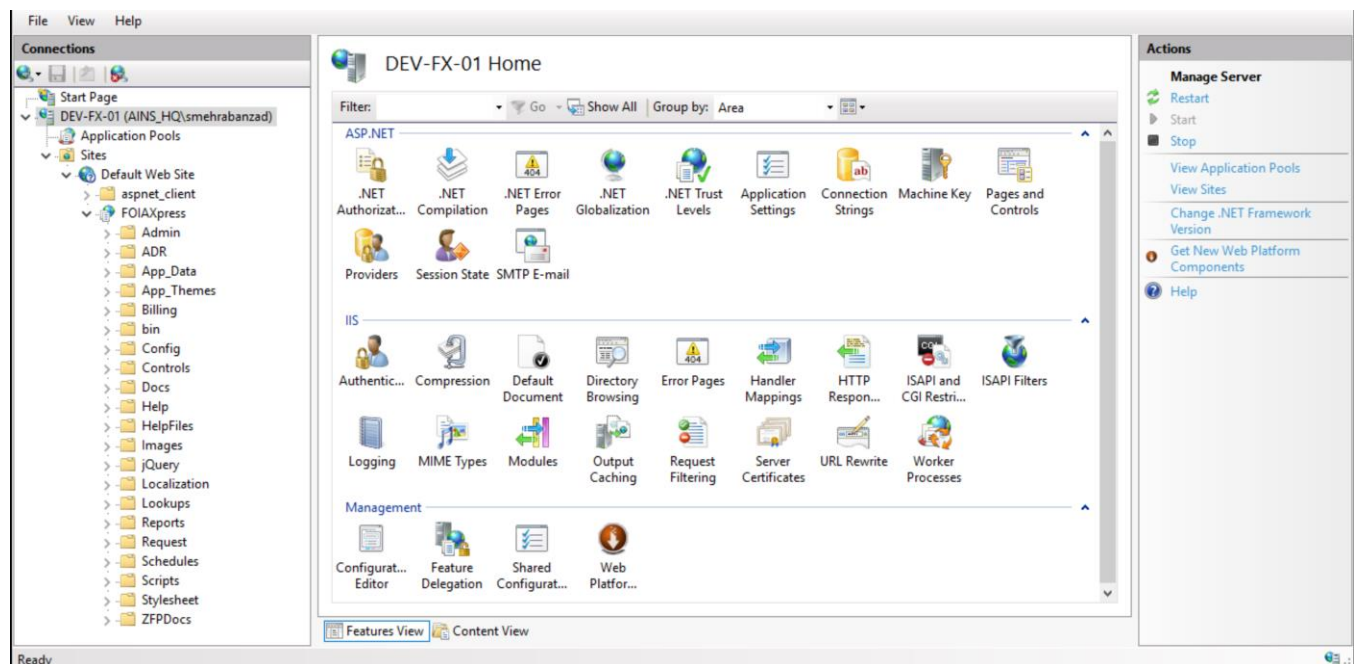 File View Help
Connections
Start Page
DEV-FX-01 (AINS_HQ\smehrabanzad)
Application Pools
Sites
Default Web Site
aspnet_client
FOIAXpress
Admin
ADR
App_Data
App_Themes
Billing
bin
Config
Controls
Docs
Help
HelpFiles
Images
jQuery
Localization
Lookups
Reports
Request
Schedules
Scripts
Stylesheet
ZFPDocs
DEV-FX-01 Home
Filter: Go Show All Group by: Area
ASP.NET
.NET .NET .NET Error .NET .NET Trust Application Connection Machine Key Pages and
Authorizat... Compilation Pages Globalization Levels Settings Strings Controls
404
ab
Providers Session State SMTP E-mail
IIS
Authentic... Compression Default Directory Error Pages Handler HTTP ISAPI and ISAPI Filters
Document Browsing Mappings Respon... CGI Restri...
404
Logging MIME Types Modules Output Request Server URL Rewrite Worker
Caching Filtering Certificates Processes
Management
Configurat... Feature Shared Web
Editor Delegation Configurat... Platfor...
Features View Content View
Actions
Manage Server
Restart
Start
Stop
View Application Pools
View Sites
Change .NET Framework
Version
Get New Web Platform
Components
Help
Ready